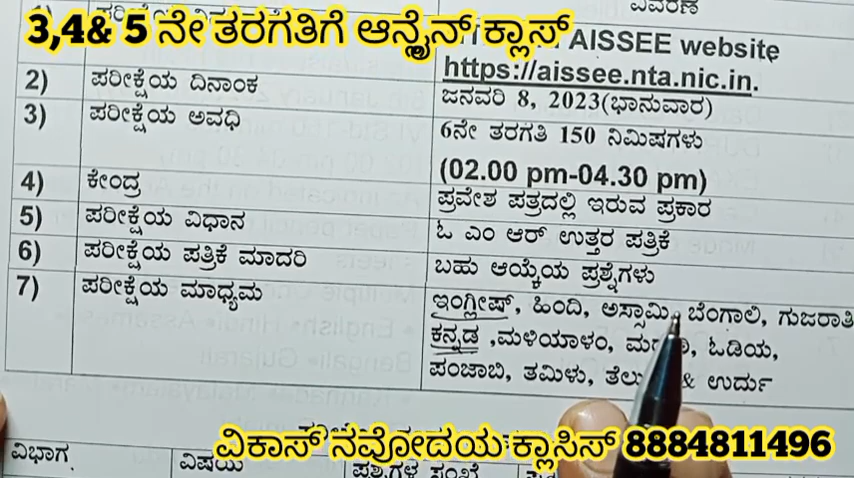 ವಿವರಣೆ
3,4& 5 ನೇ ತರಗತಿಗೆ ಆನ್ಲೈನ್ ಕ್ಲಾಸ್
AISSEE website
https://aissee.nta.nic.in.
2) ಪರೀಕ್ಷೆಯ ದಿನಾಂಕ ಜನವರಿ 8, 2023(ಭಾನುವಾರ)
3) ಪರೀಕ್ಷೆಯ ಅವಧಿ 6ನೇ ತರಗತಿ 150 ನಿಮಿಷಗಳು
(02.00 pm-04.30 pm)
4) ಕೇಂದ್ರ ಪ್ರವೇಶ ಪತ್ರದಲ್ಲಿ ಇರುವ ಪ್ರಕಾರ
5) ಪರೀಕ್ಷೆಯ ವಿಧಾನ ಓ ಎಂ ಆರ್ ಉತ್ತರ ಪತ್ರಿಕೆ
6) ಪರೀಕ್ಷೆಯ ಪತ್ರಿಕೆ ಮಾದರಿ ಬಹು ಆಯ್ಕೆಯ ಪ್ರಶ್ನೆಗಳು
7) ಪರೀಕ್ಷೆಯ ಮಾಧ್ಯಮ ಇಂಗ್ಲೀಷ್, ಹಿಂದಿ, ಅಸ್ಸಾಮಿ, ಬೆಂಗಾಲಿ, ಗುಜರಾತಿ
ಕನ್ನಡ ,ಮಳಿಯಾಳಂ, ಓಡಿಯ,
ಪಂಜಾಬಿ, ತಮಿಳು, & ಉರ್ದು
ವಿಕಾಸ್ ನವೋದಯ ಕ್ಲಾಸಿಸ್ 8884811496
ವಿಭಾಗ ವಿಷಯ